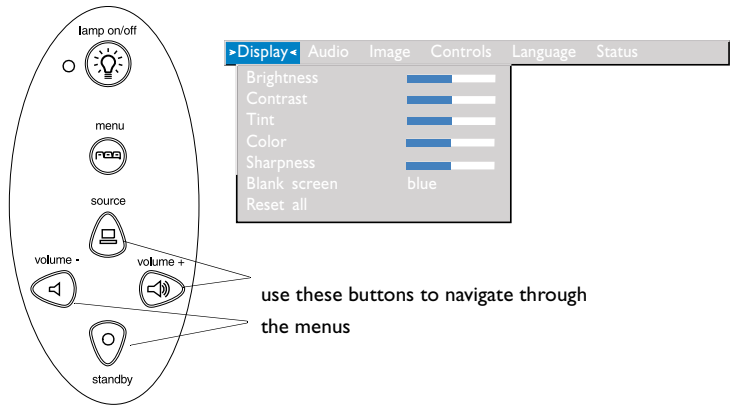 lamp on/off
menu
source
volume -
volume +
standby
➤Display◄ Audio Image Controls Language Status
Brightness
Contrast
Tint
Color
Sharpness
Blank screen blue
Reset all
use these buttons to navigate through
the menus